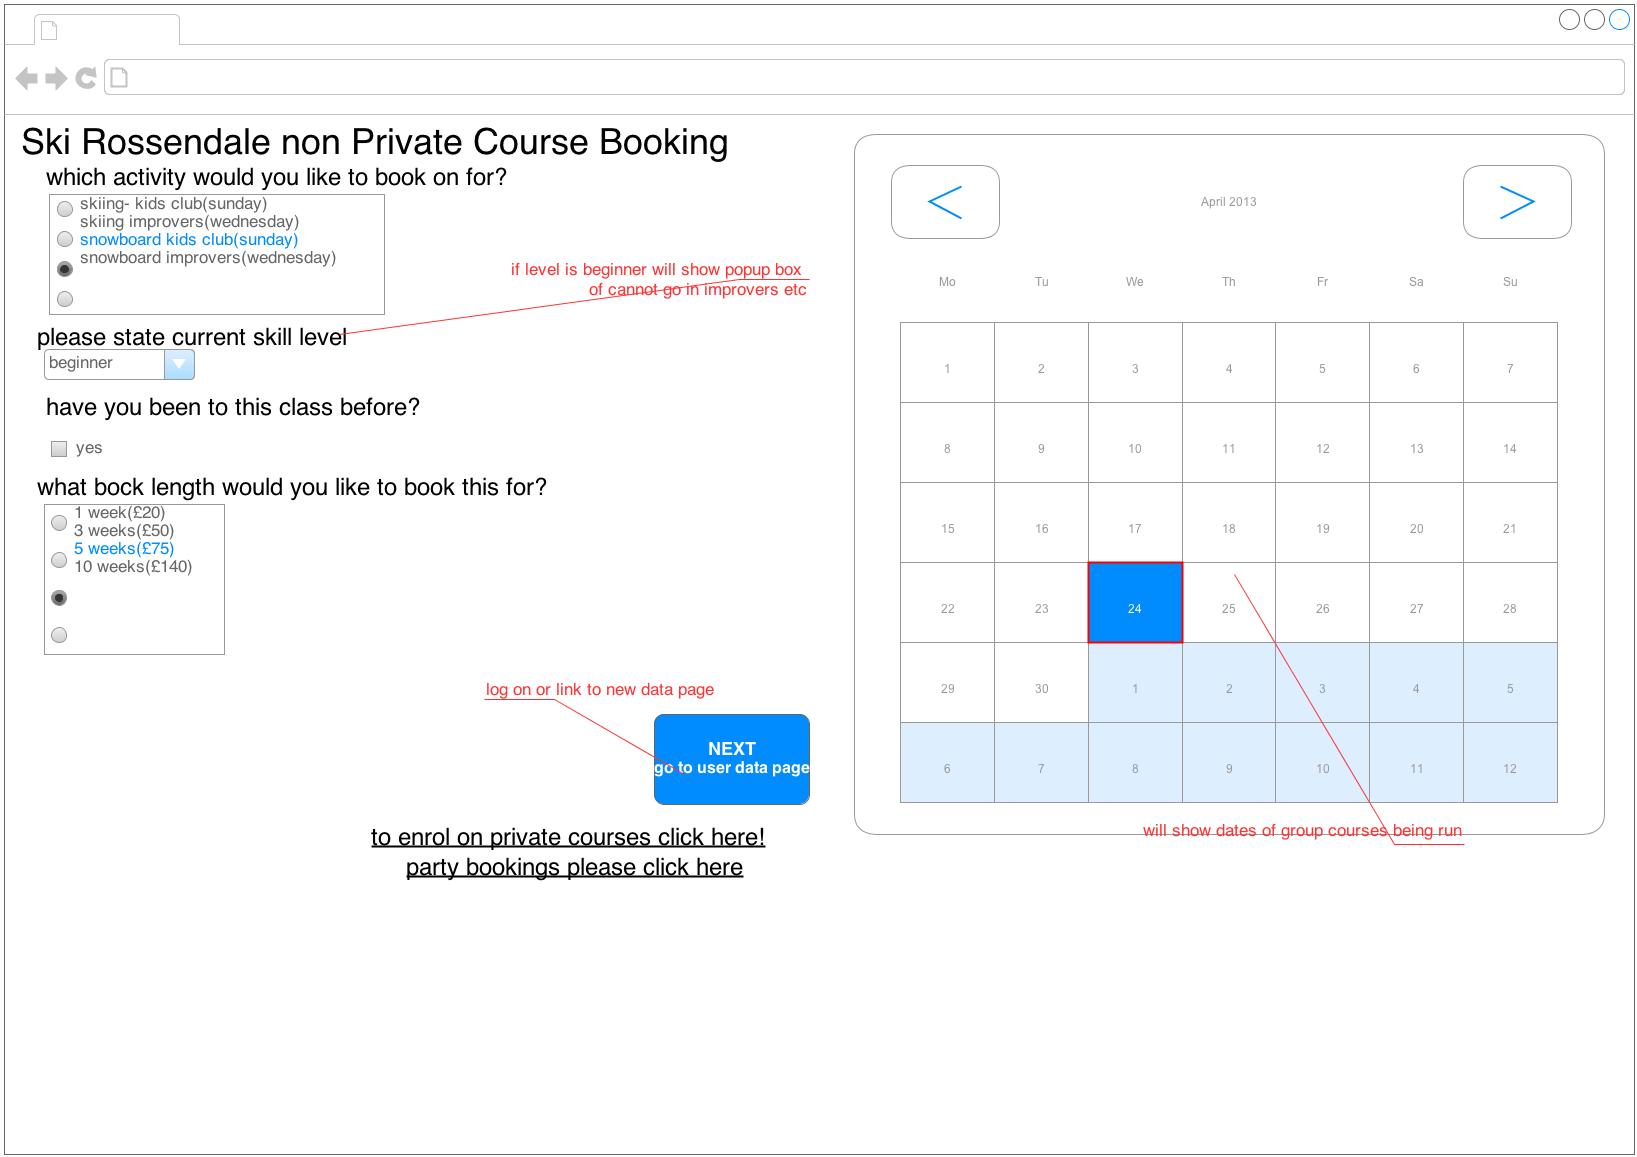 Ski Rossendale non Private Course Booking
which activity would you like to book on for?
skiing- kids club(sunday)
skiing improvers(wednesday)
snowboard kids club(sunday)
snowboard improvers(wednesday)
if level is beginner will show popup box
of cannot go in improvers etc
please state current skill level
beginner
have you been to this class before?
yes
what bock length would you like to book this for?
1 week(£20)
3 weeks(£50)
5 weeks(£75)
10 weeks(£140)
log on or link to new data page
NEXT
go to user data page
to enrol on private courses click here!
party bookings please click here
< April 2013 >
Mo Tu We Th Fr Sa Su
1 2 3 4 5 6 7
8 9 10 11 12 13 14
15 16 17 18 19 20 21
22 23 24 25 26 27 28
29 30 1 2 3 4 5
6 7 8 9 10 11 12
will show dates of group courses being run